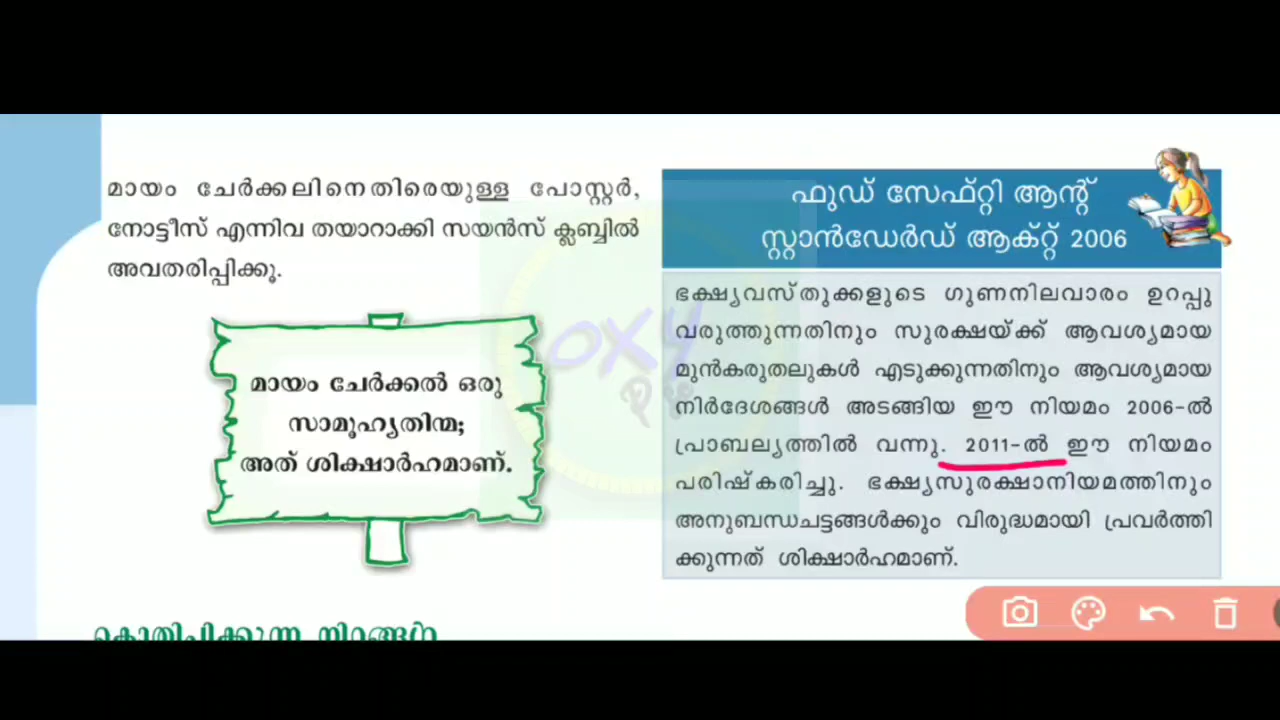 മായം ചേർക്കലിനെതിരെയുള്ള പോസ്റ്റർ,
നോട്ടീസ് എന്നിവ തയാറാക്കി സയൻസ് ക്ലബ്ബിൽ
അവതരിപ്പിക്കൂ.
മായം ചേർക്കൽ ഒരു
സാമൂഹ്യതിന്മ;
അത് ശിക്ഷാർഹമാണ്.
ഫുഡ് സേഫ്റ്റി ആന്റ്
സ്റ്റാൻഡേർഡ് ആക്റ്റ് 2006
ഭക്ഷ്യവസ്തുക്കളുടെ ഗുണനിലവാരം ഉറപ്പു
വരുത്തുന്നതിനും സുരക്ഷയ്ക്ക് ആവശ്യമായ
മുൻകരുതലുകൾ എടുക്കുന്നതിനും ആവശ്യമായ
നിർദേശങ്ങൾ അടങ്ങിയ ഈ നിയമം 2006-ൽ
പ്രാബല്യത്തിൽ വന്നു. 2011-ൽ ഈ നിയമം
പരിഷ്കരിച്ചു. ഭക്ഷ്യസുരക്ഷാനിയമത്തിനും
അനുബന്ധചട്ടങ്ങൾക്കും വിരുദ്ധമായി പ്രവർത്തി
ക്കുന്നത് ശിക്ഷാർഹമാണ്.
കൊതിപ്പിക്കുന്ന നിറങ്ങൾ
oxy